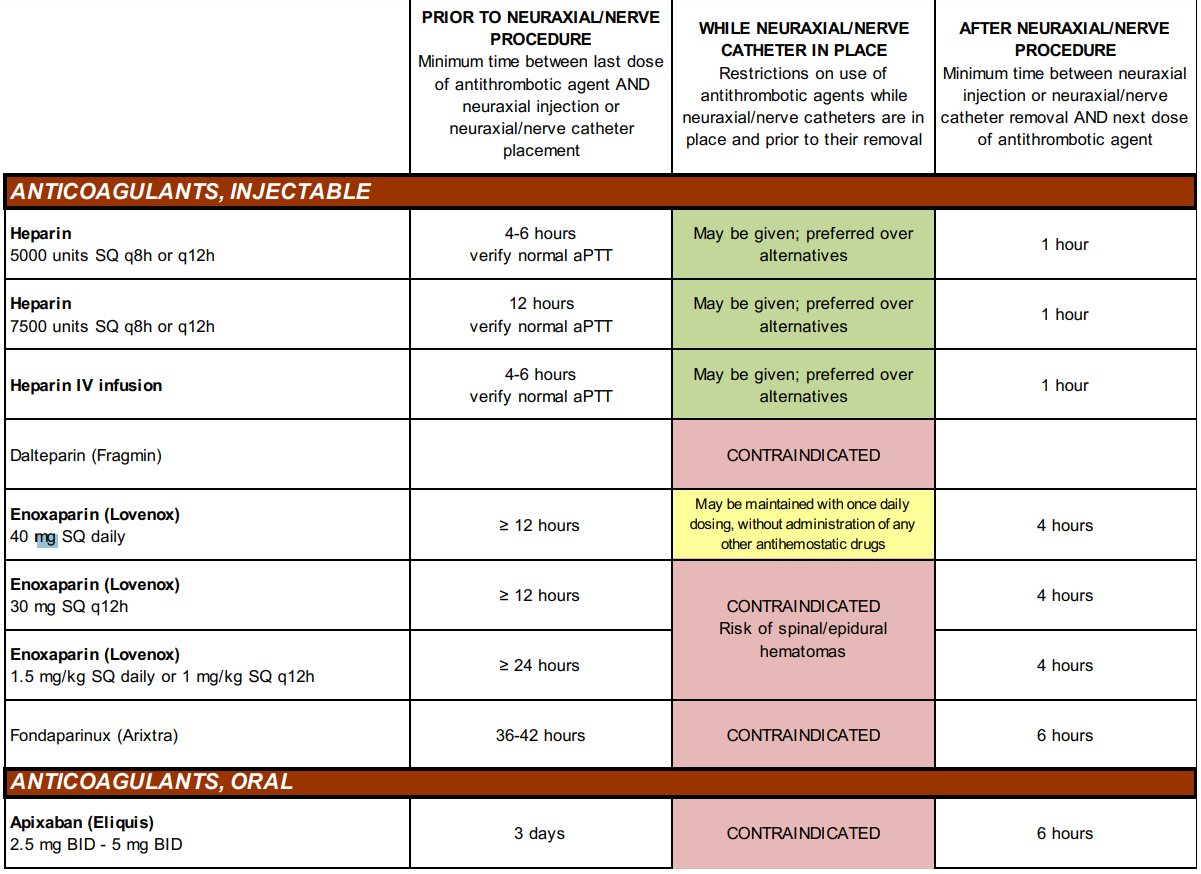 PRIOR TO NEURAXIAL/NERVE
PROCEDURE
Minimum time between last dose
of antithrombotic agent AND
neuraxial injection or
neuraxial/nerve catheter
placement
WHILE NEURAXIAL/NERVE
CATHETER IN PLACE
Restrictions on use of
antithrombotic agents while
neuraxial/nerve catheters are in
place and prior to their removal
AFTER NEURAXIAL/NERVE
PROCEDURE
Minimum time between neuraxial
injection or neuraxial/nerve
catheter removal AND next dose
of antithrombotic agent
ANTICOAGULANTS, INJECTABLE
Heparin
5000 units SQ q8h or q12h
4-6 hours
verify normal aPTT
May be given; preferred over
alternatives
1 hour
Heparin
7500 units SQ q8h or q12h
12 hours
verify normal aPTT
May be given; preferred over
alternatives
1 hour
Heparin IV infusion
4-6 hours
verify normal aPTT
May be given; preferred over
alternatives
1 hour
Dalteparin (Fragmin)
CONTRAINDICATED
Enoxaparin (Lovenox)
40 mg SQ daily
≥ 12 hours
May be maintained with once daily
dosing, without administration of any
other antihemostatic drugs
4 hours
Enoxaparin (Lovenox)
30 mg SQ q12h
≥ 12 hours
CONTRAINDICATED
Risk of spinal/epidural
hematomas
4 hours
Enoxaparin (Lovenox)
1.5 mg/kg SQ daily or 1 mg/kg SQ q12h
≥ 24 hours
4 hours
Fondaparinux (Arixtra)
36-42 hours
CONTRAINDICATED
6 hours
ANTICOAGULANTS, ORAL
Apixaban (Eliquis)
2.5 mg BID - 5 mg BID
3 days
CONTRAINDICATED
6 hours